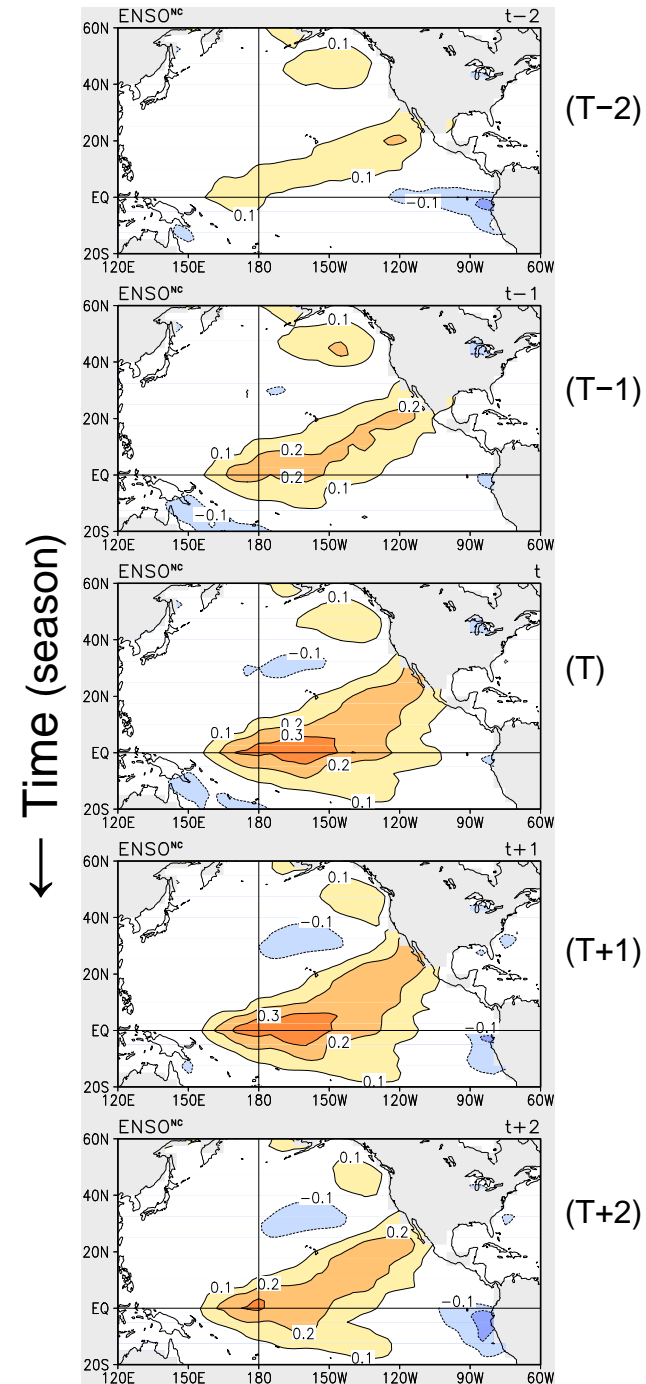 ENSO^NC t−2
60N
0.1
40N
(T−2)
20N
0.1
EQ
−0.1
0.1
20S
120E 150E 180 150W 120W 90W 60W
ENSO^NC t−1
60N
0.1
40N
(T−1)
0.2
20N
0.1 0.2
EQ
0.2 0.1
−0.1
20S
120E 150E 180 150W 120W 90W 60W
ENSO^NC t
60N
0.1
40N
−0.1
(T)
20N
0.2
0.1 0.3
EQ
0.2
0.1
20S
120E 150E 180 150W 120W 90W 60W
← Time (season)
ENSO^NC t+1
60N
0.1
40N
−0.1
(T+1)
20N
0.3
EQ −0.1
0.2
0.1
20S
120E 150E 180 150W 120W 90W 60W
ENSO^NC t+2
60N
0.1
40N
−0.1
(T+2)
20N 0.2
0.1 0.2
−0.1
EQ
0.2
0.1
20S
120E 150E 180 150W 120W 90W 60W